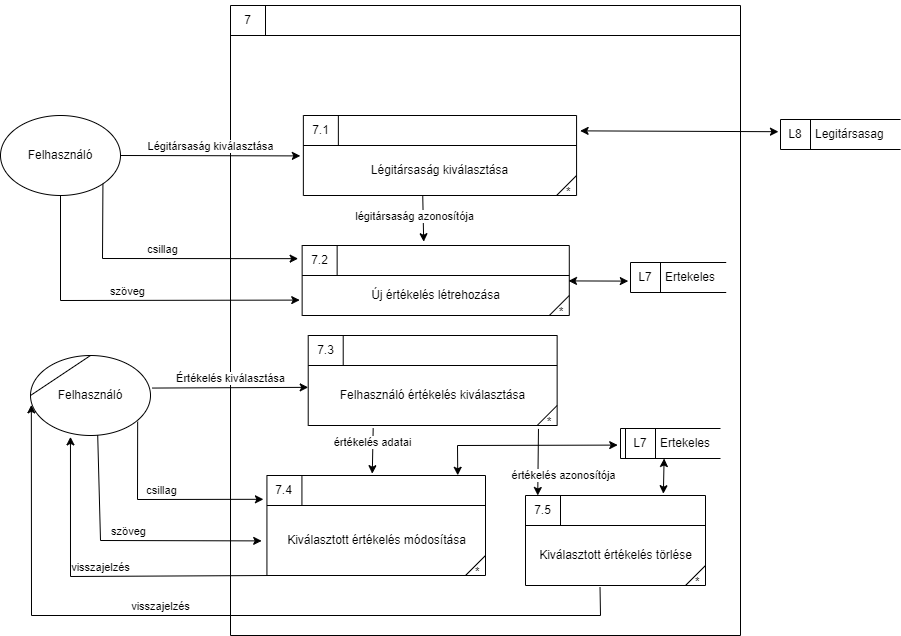 7
7.1
Felhasználó
Légitársaság kiválasztása
L8
Legitársasag
Légitársaság kiválasztása
*
légitársaság azonosítója
csillag
7.2
L7
Ertekeles
szöveg
Új értékelés létrehozása
*
7.3
Értékelés kiválasztása
Felhasználó
Felhasználó értékelés kiválasztása
*
értékelés adatai
L7
Ertekeles
értékelés azonosítója
csillag
7.4
7.5
szöveg
Kiválasztott értékelés módosítása
Kiválasztott értékelés törlése
visszajelzés
*
*
visszajelzés